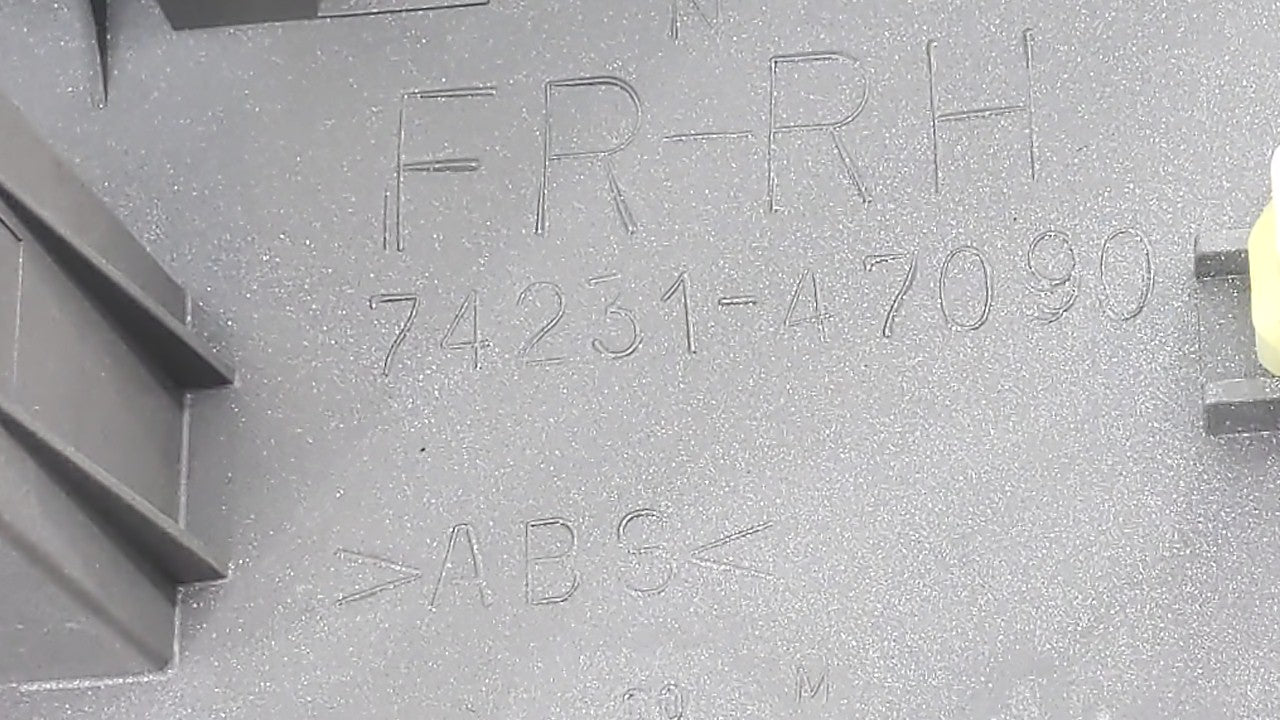 N
FR-RH
74231-47090
>ABS<
M